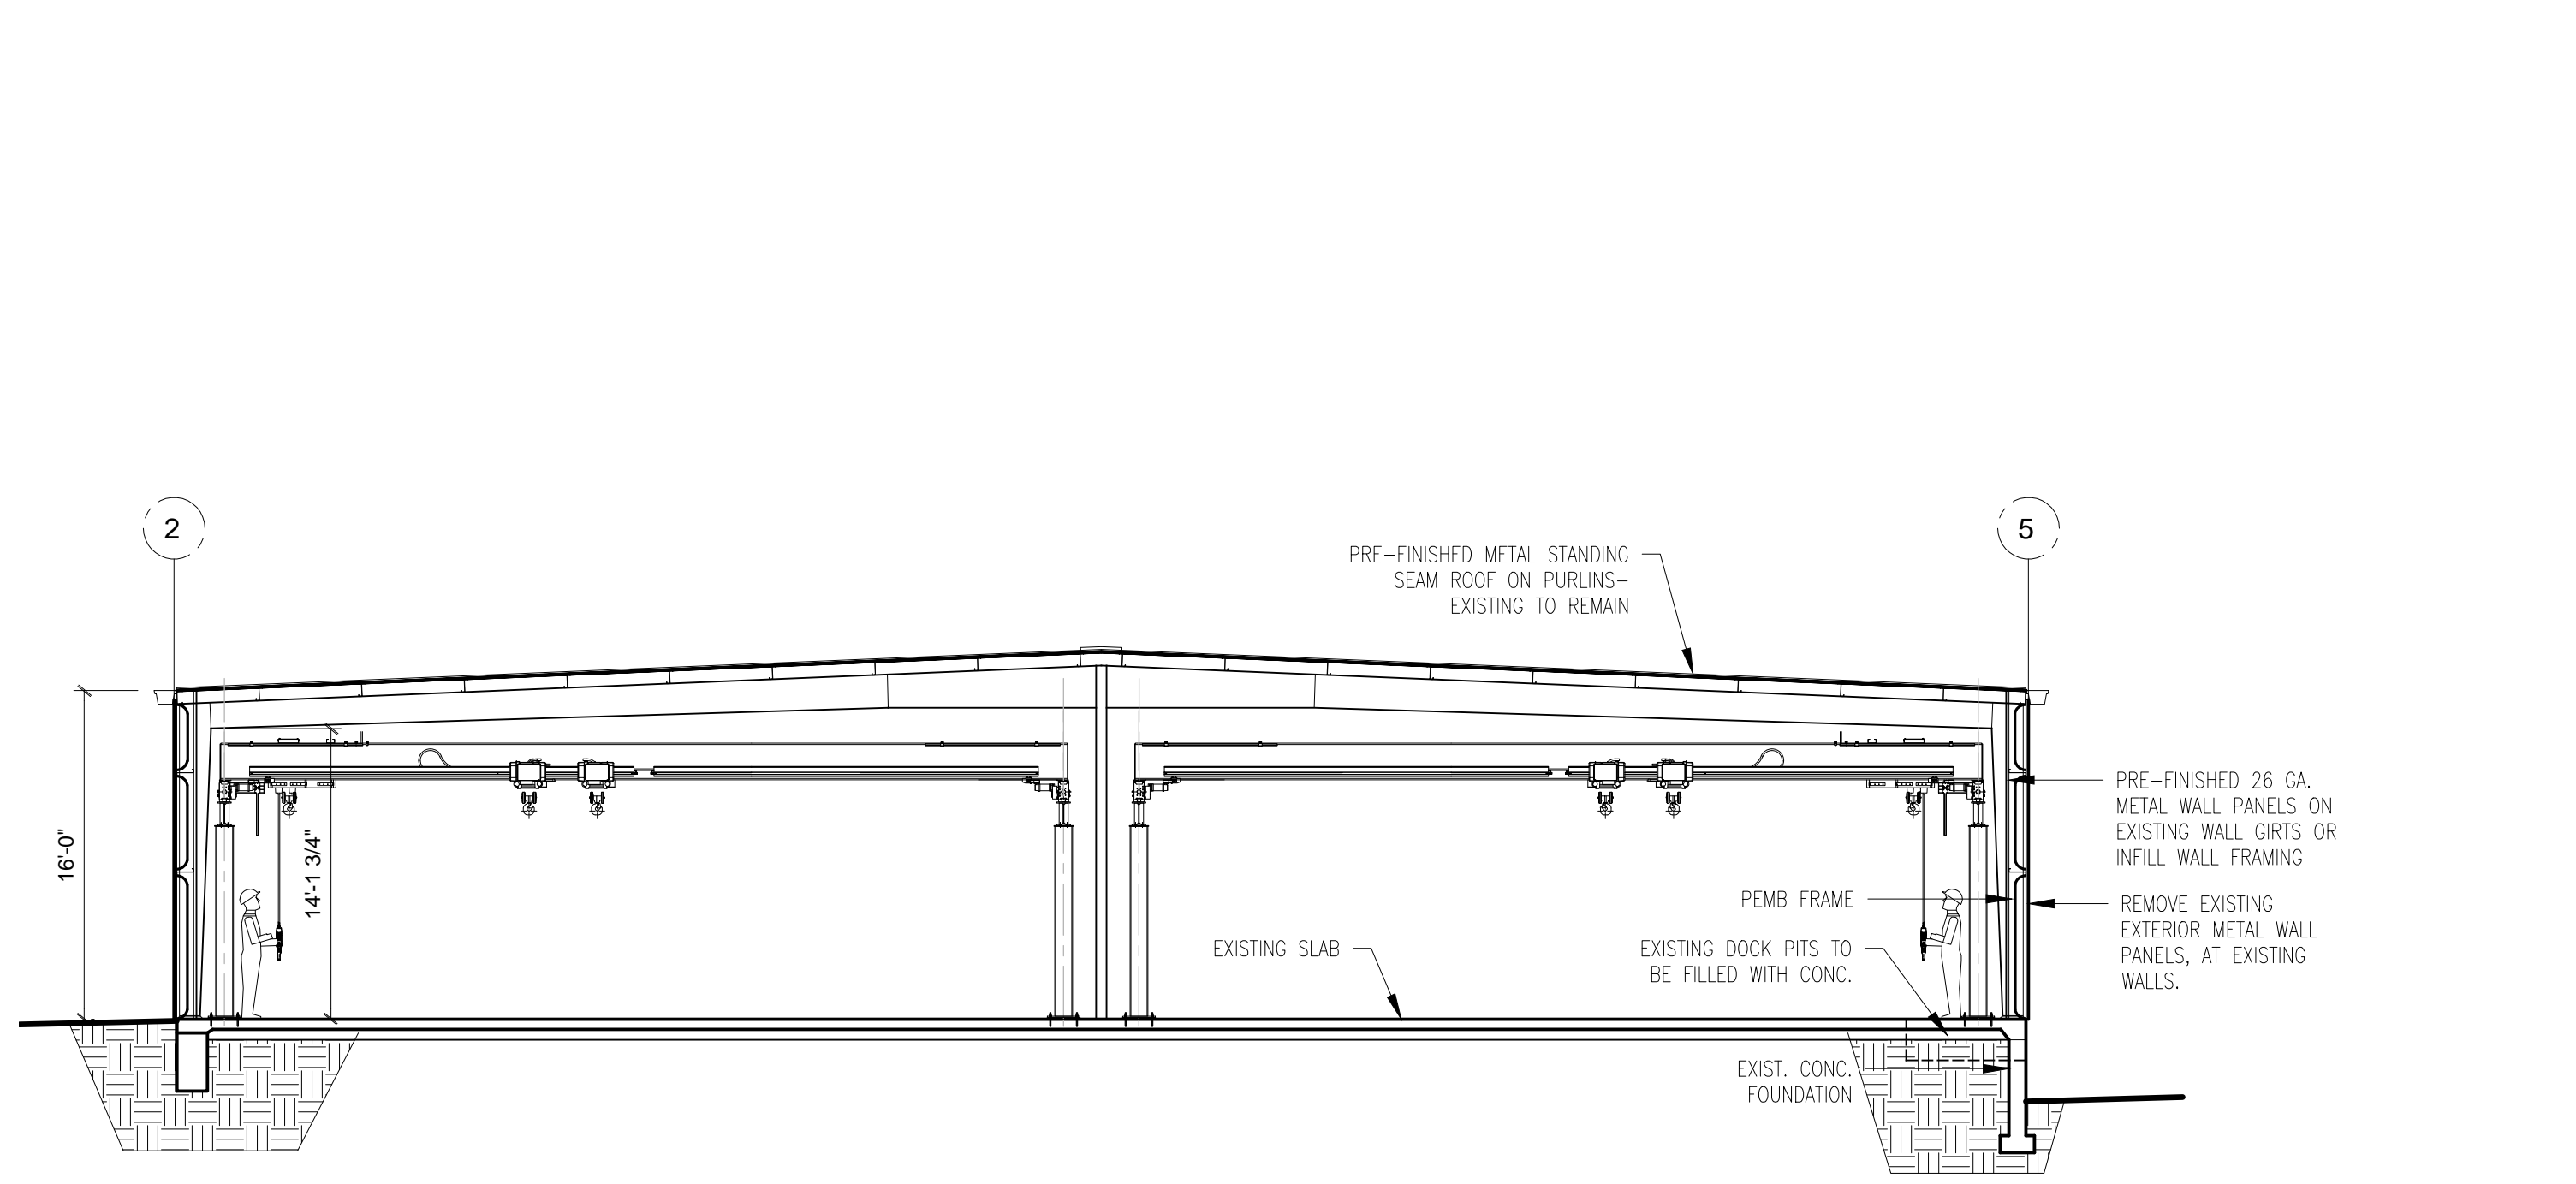 2
5
PRE-FINISHED METAL STANDING
SEAM ROOF ON PURLINS-
EXISTING TO REMAIN
16'-0"
14'-1 3/4"
PRE-FINISHED 26 GA.
METAL WALL PANELS ON
EXISTING WALL GIRTS OR
INFILL WALL FRAMING
PEMB FRAME
REMOVE EXISTING
EXTERIOR METAL WALL
PANELS, AT EXISTING
WALLS.
EXISTING SLAB
EXISTING DOCK PITS TO
BE FILLED WITH CONC.
EXIST. CONC.
FOUNDATION